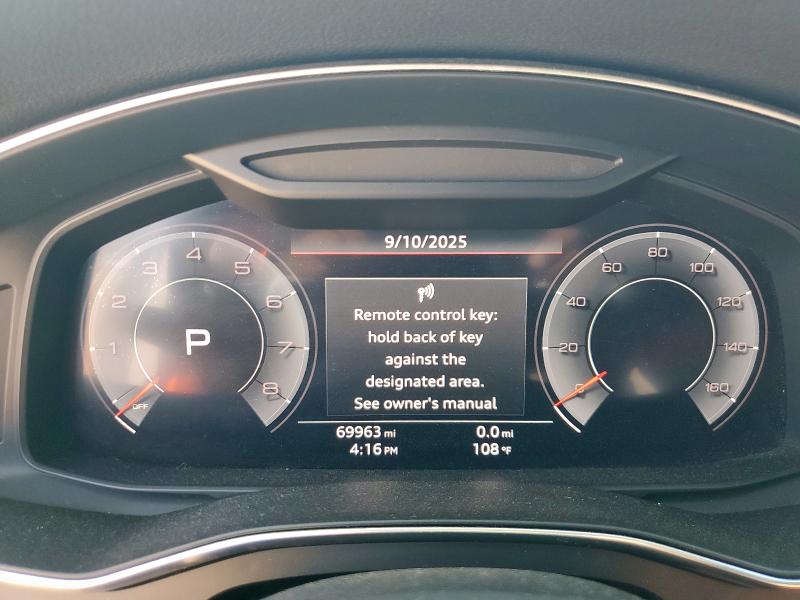 9/10/2025
Remote control key:
hold back of key
against the
designated area.
See owner's manual
69963 mi
0.0 mi
4:16 PM
108 °F
P
OFF
1
2
3
4
5
6
7
8
0
20
40
60
80
100
120
140
160